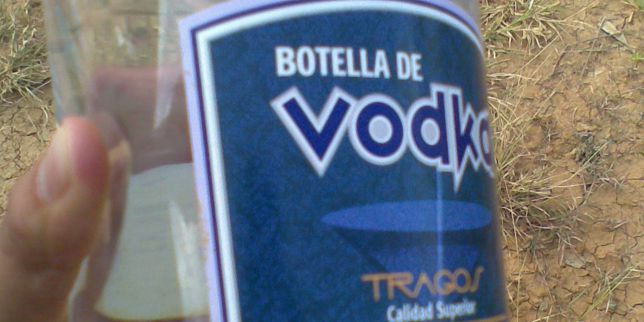 BOTELLA DE
vodka
TRAGOS
Calidad Superior